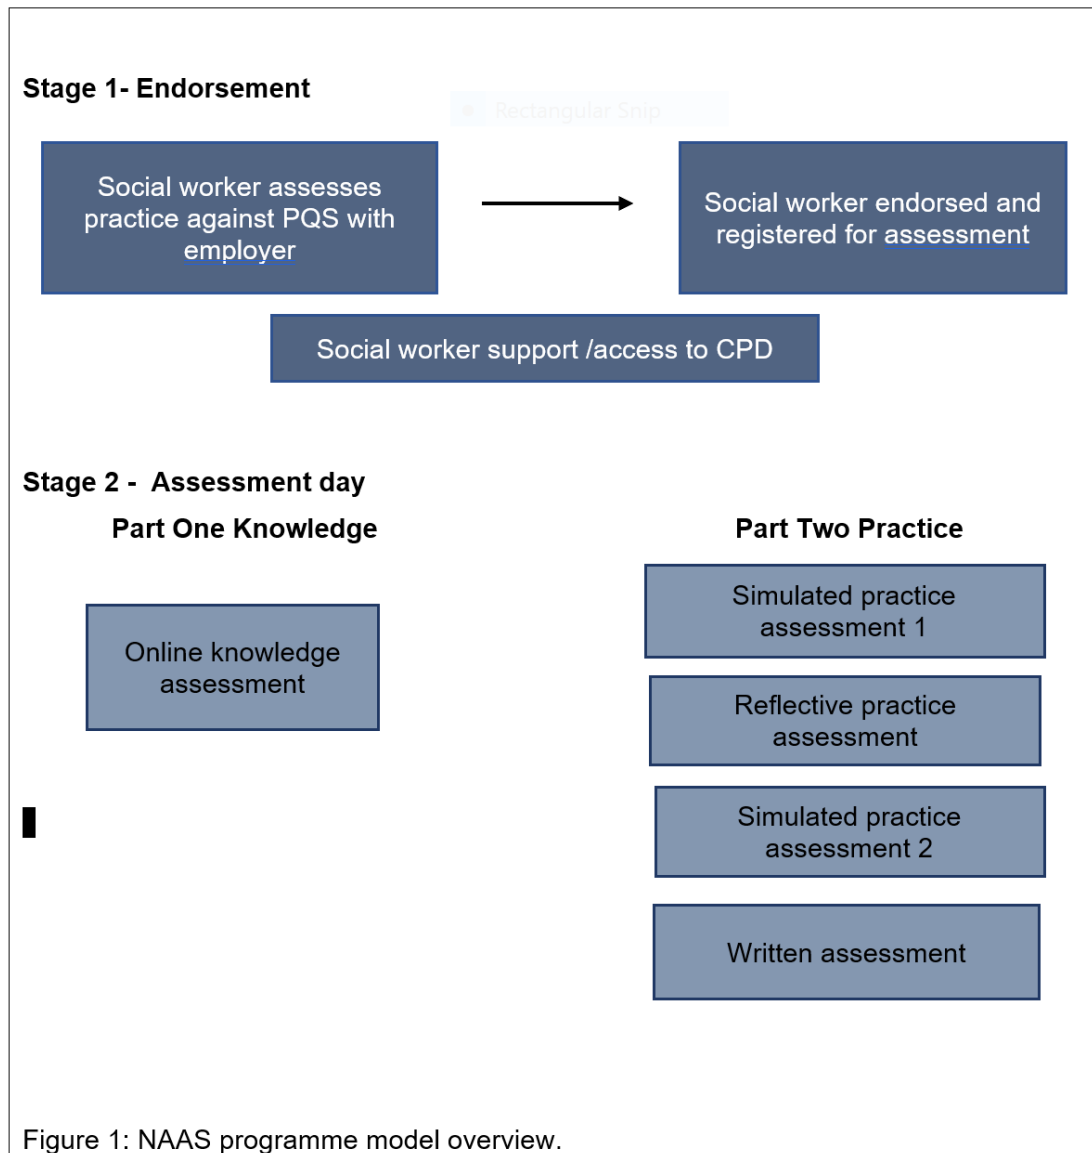 Stage 1- Endorsement
Rectangular Snip
Social worker assesses
practice against PQS with
employer
Social worker endorsed and
registered for assessment
Social worker support /access to CPD
Stage 2 -  Assessment day
Part One Knowledge
Part Two Practice
Online knowledge
assessment
Simulated practice
assessment 1
Reflective practice
assessment
Simulated practice
assessment 2
Written assessment
Figure 1: NAAS programme model overview.